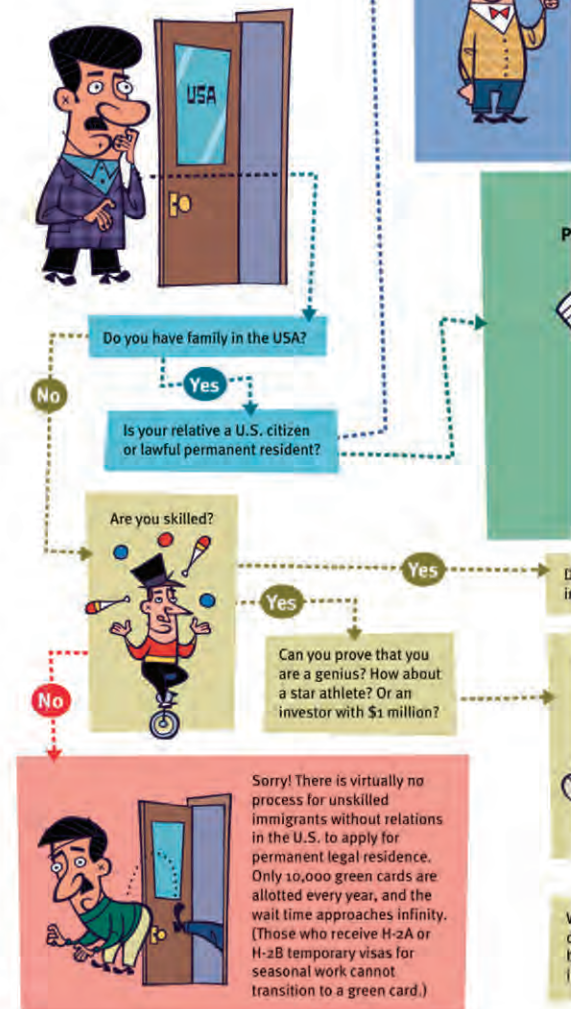 USA
P
Do you have family in the USA?
Yes
No
Is your relative a U.S. citizen
or lawful permanent resident?
Are you skilled?
Yes
D
in
Yes
Can you prove that you
are a genius? How about
a star athlete? Or an
investor with $1 million?
No
Sorry! There is virtually no
process for unskilled
immigrants without relations
in the U.S. to apply for
permanent legal residence.
Only 10,000 green cards are
allotted every year, and the
wait time approaches infinity.
(Those who receive H-2A or
H-2B temporary visas for
seasonal work cannot
transition to a green card.)